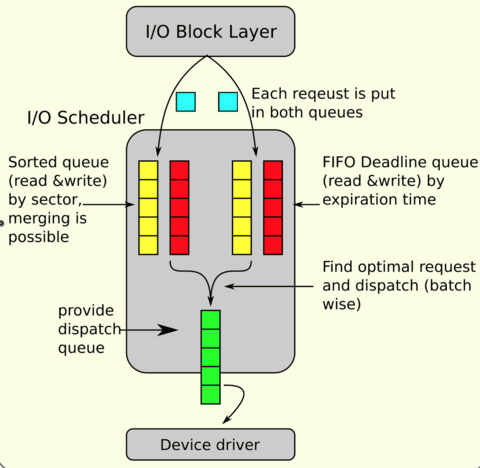 I/O Block Layer
Each reqeust is put
in both queues
I/O Scheduler
Sorted queue
(read &write)
by sector,
merging is
possible
FIFO Deadline queue
(read &write) by
expiration time
Find optimal request
and dispatch (batch
wise)
provide
dispatch
queue
Device driver